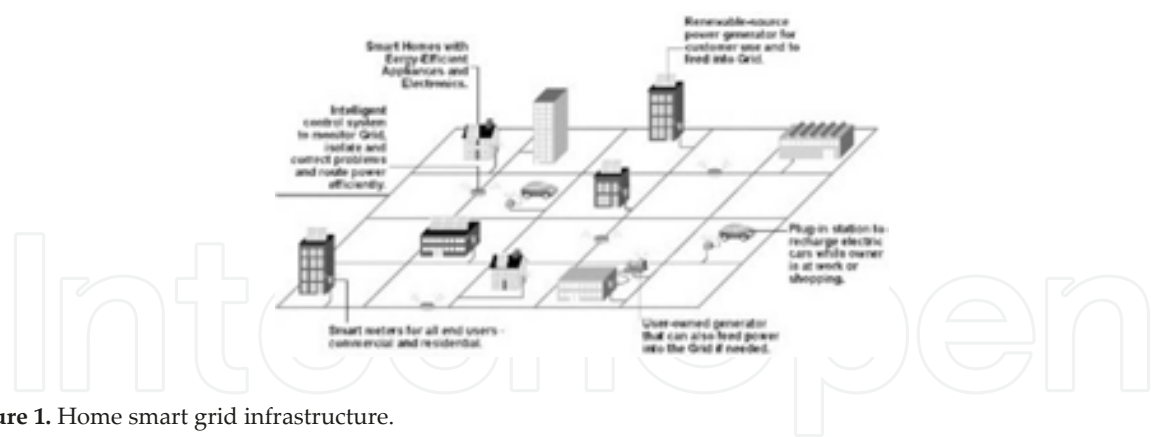 Renewable-source
power generator for
customer use and to
feed into Grid.
Smart Homes with
Eergy-Efficient
Appliances and
Electronics.
Intelligent
control system
to monitor Grid,
isolate and
correct problems
and route power
efficiently.
Plug-in station to
recharge electric
cars while owner
is at work or
shopping.
Smart meters for all end users -
commercial and residential.
User-owned generator
that can also feed power
into the Grid if needed.
IntechOpen
ure 1. Home smart grid infrastructure.